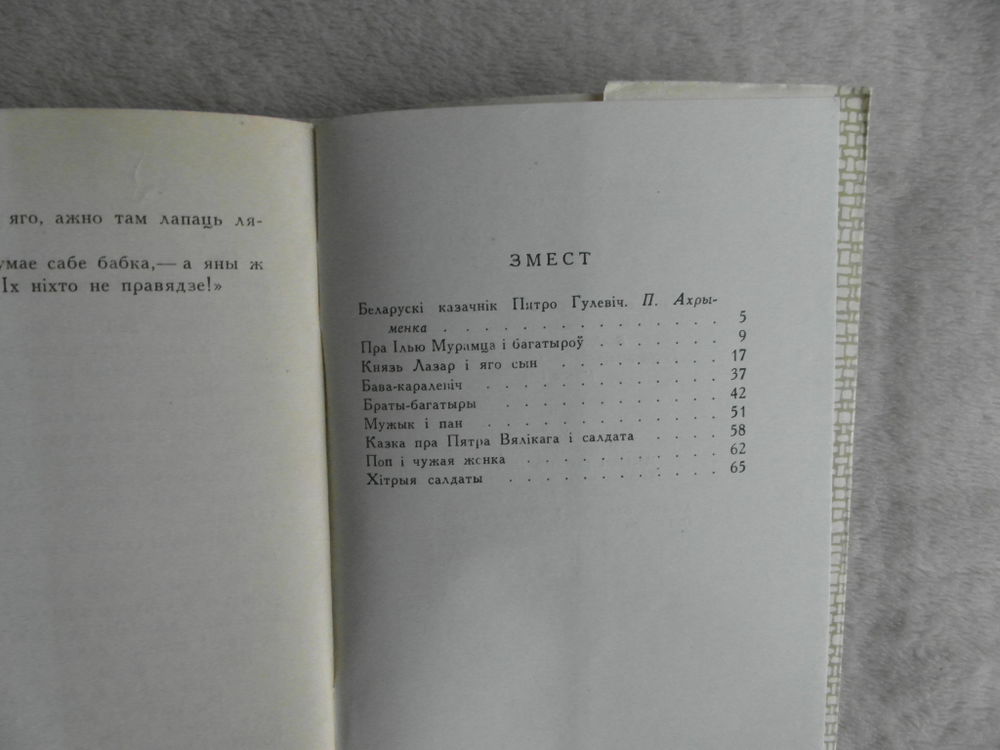 яго, ажно там лапаць ля-
умае сабе бабка,— а яны ж
Іх ніхто не правядзе!»
ЗМЕСТ
Беларускі казачнік Пятро Гулевіч. П. Ахры-
менка . . . . . . . . . . . . . . . 5
Пра Ілью Мурамца і багатыроў . . . . . . . 9
Князь Лазар і яго сын . . . . . . . . . 17
Бава-каралевіч . . . . . . . . . . . . . 37
Браты-багатыры . . . . . . . . . . . . 42
Мужык і пан . . . . . . . . . . . . . 51
Казка пра Пятра Вялікага і салдата . . . . 58
Поп і чужая жонка . . . . . . . . . . . 62
Хітрыя салдаты . . . . . . . . . . . . 65